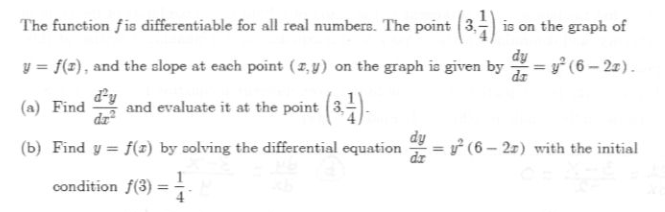 The function f is differentiable for all real numbers. The point (3, 1/4) is on the graph of
y = f(x), and the slope at each point (x, y) on the graph is given by dy/dx = y² (6 – 2x).
(a) Find d²y/dx² and evaluate it at the point (3, 1/4).
(b) Find y = f(x) by solving the differential equation dy/dx = y² (6 – 2x) with the initial
condition f(3) = 1/4.